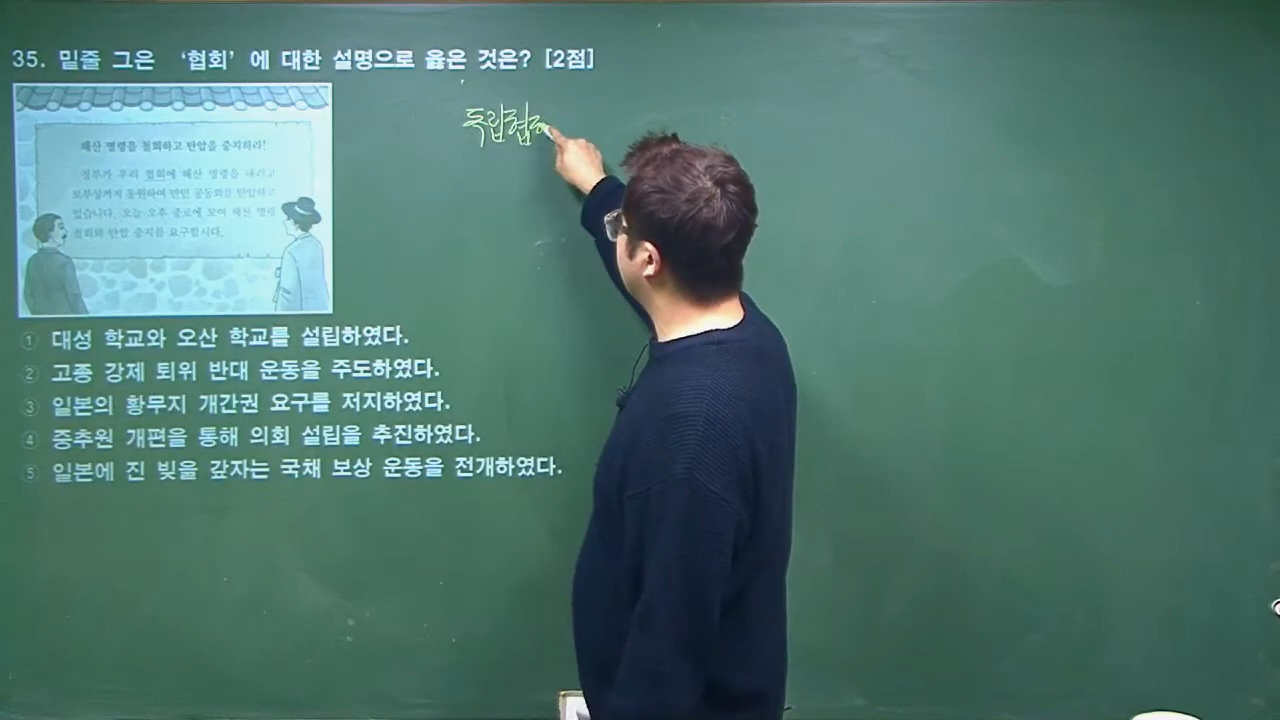 35. 밑줄 그은 ‘협회’ 에 대한 설명으로 옳은 것은? [2점]
독립협
해산 명령을 철회하고 탄압을 중지하라!
정부가 우리 협회에 해산 명령을 내리고
보부상까지 동원하여 만민 공동회를 탄압하고
있습니다. 오늘 오후 종로에 모여 해산 명령
철회와 탄압 중지를 요구합시다.
① 대성 학교와 오산 학교를 설립하였다.
② 고종 강제 퇴위 반대 운동을 주도하였다.
③ 일본의 황무지 개간권 요구를 저지하였다.
④ 중추원 개편을 통해 의회 설립을 추진하였다.
⑤ 일본에 진 빚을 갚자는 국채 보상 운동을 전개하였다.